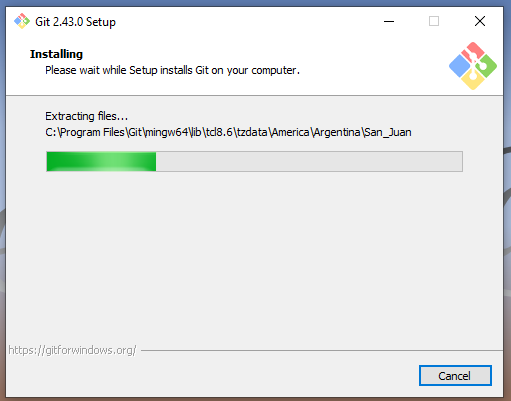 Git 2.43.0 Setup
Installing
Please wait while Setup installs Git on your computer.
Extracting files...
C:\Program Files\Git\mingw64\lib\tcl8.6\tzdata\America\Argentina\San_Juan
https://gitforwindows.org/
Cancel